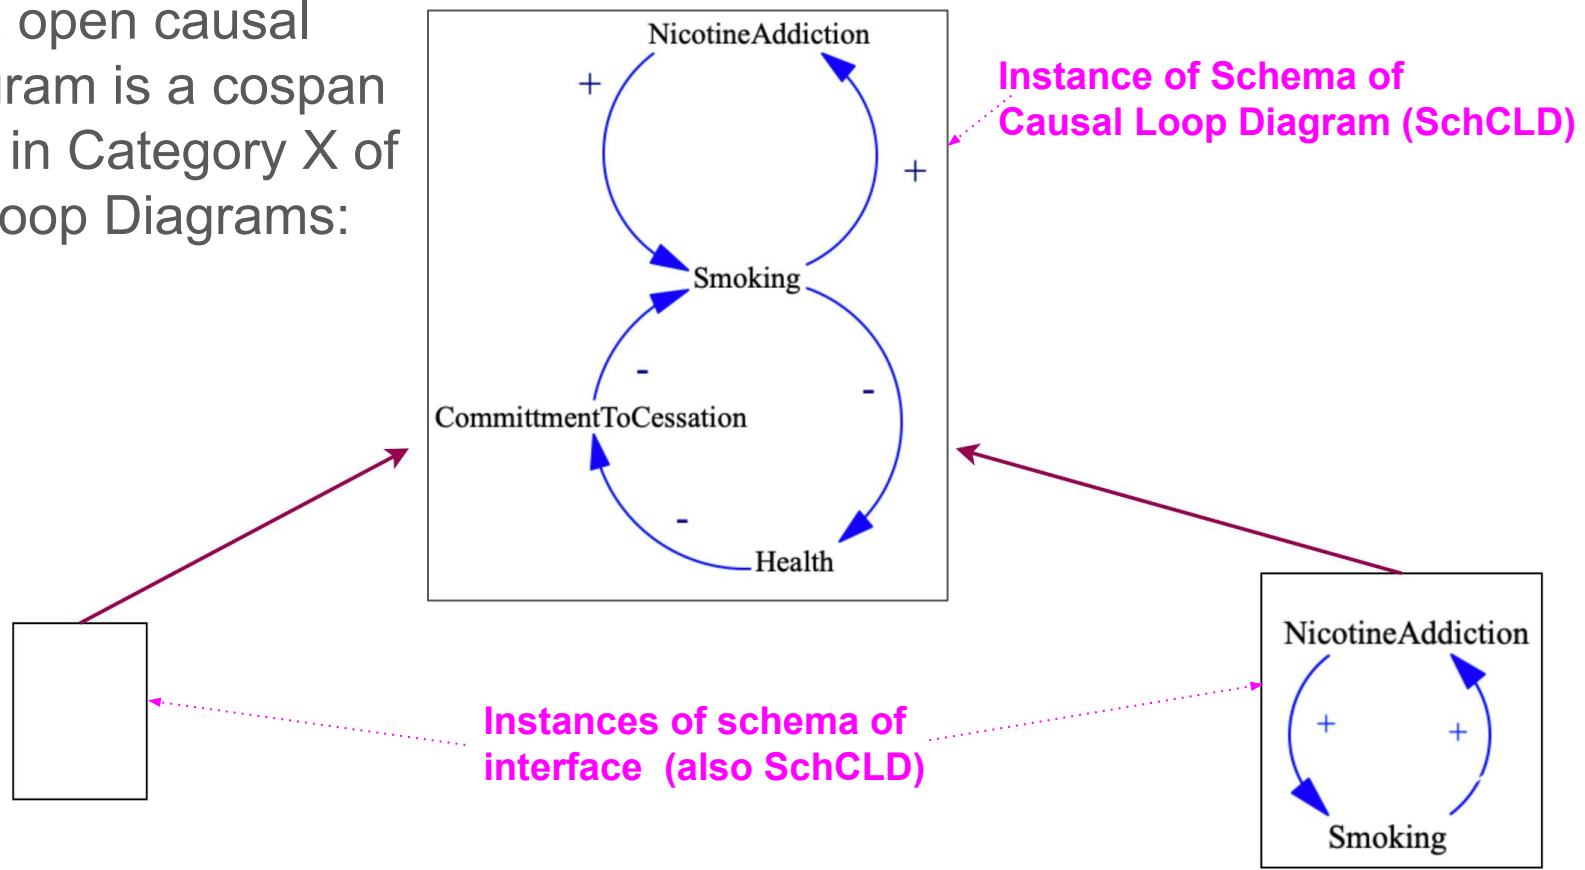 open causal
gram is a cospan
in Category X of
oop Diagrams:
NicotineAddiction
+
+
Smoking
-
-
CommittmentToCessation
-
Health
Instance of Schema of
Causal Loop Diagram (SchCLD)
Instances of schema of
interface (also SchCLD)
NicotineAddiction
+
+
Smoking